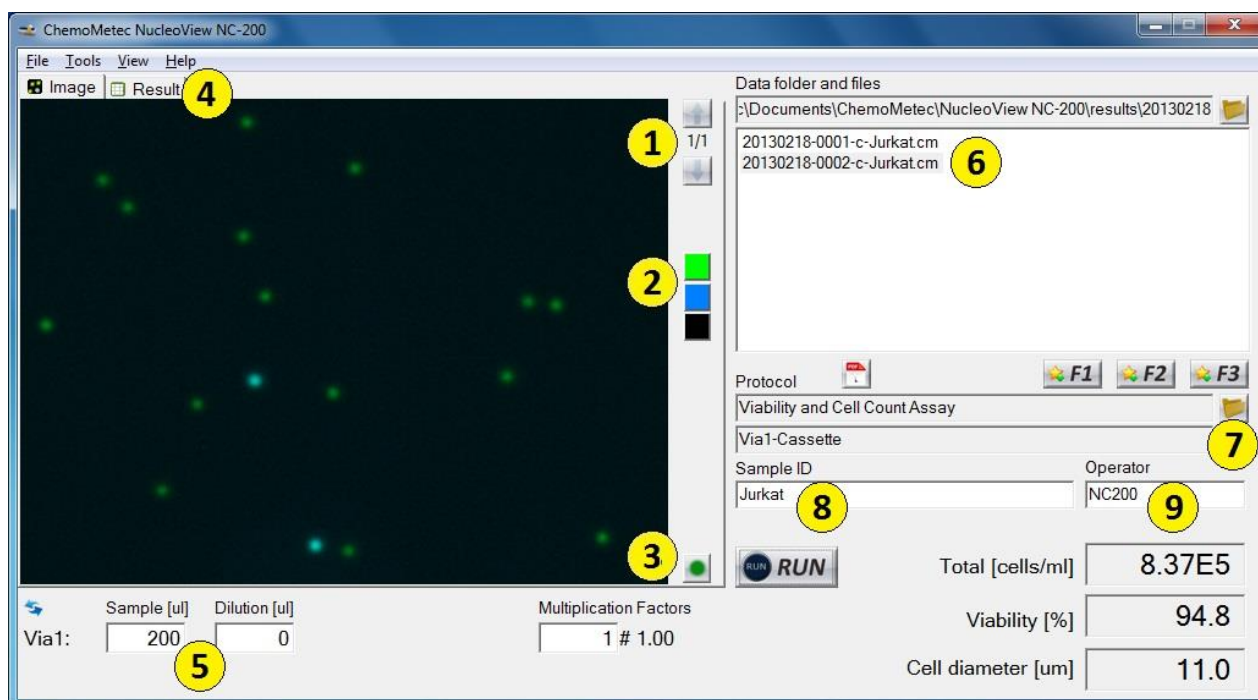 ChemoMetec NucleoView NC-200
File Tools View Help
Image Result
4
1
1/1
2
3
Data folder and files
:\Documents\ChemoMetec\NucleoView NC-200\results\20130218
20130218-0001-c-Jurkat.cm
20130218-0002-c-Jurkat.cm
6
Protocol
PDF
F1 F2 F3
Viability and Cell Count Assay
Via1-Cassette
7
Sample ID Operator
Jurkat NC200
8 9
RUN RUN
Total [cells/ml] 8.37E5
Viability [%] 94.8
Cell diameter [um] 11.0
Sample [ul] Dilution [ul] Multiplication Factors
Via1: 200 0 1 # 1.00
5